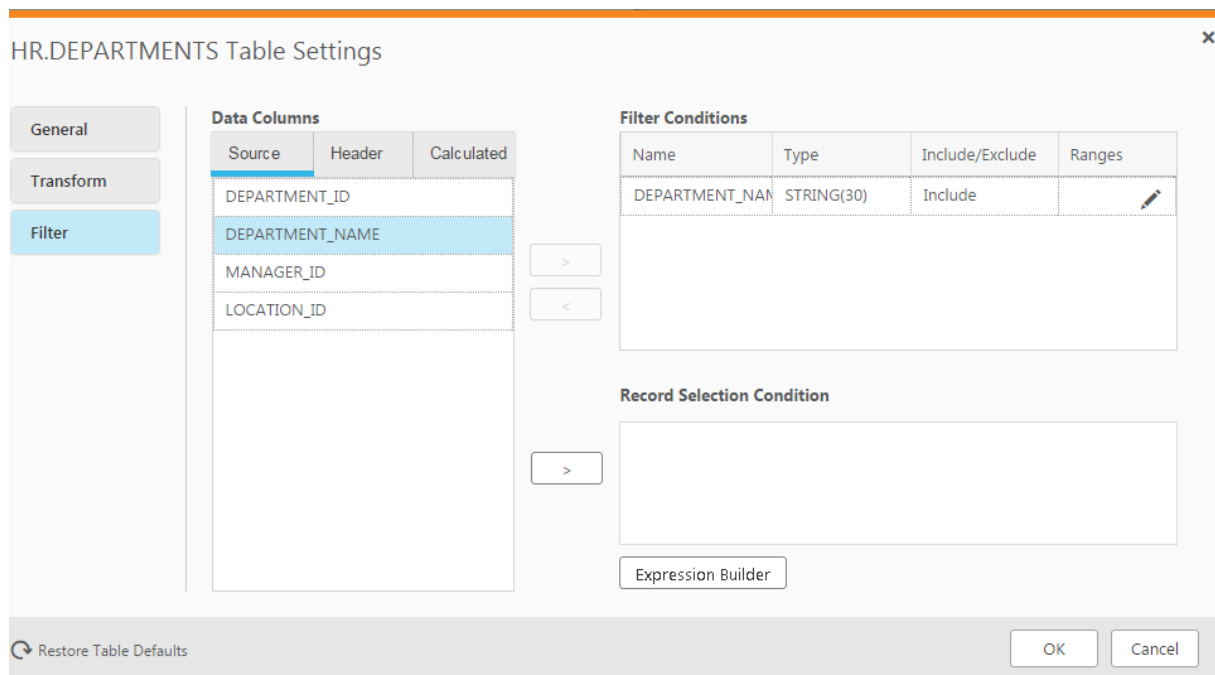 HR.DEPARTMENTS Table Settings
×
General
Transform
Filter
Data Columns
Source Header Calculated
DEPARTMENT_ID
DEPARTMENT_NAME
MANAGER_ID
LOCATION_ID
>
<
>
Filter Conditions
Name Type Include/Exclude Ranges
DEPARTMENT_NAM STRING(30) Include
Record Selection Condition
Expression Builder
Restore Table Defaults
OK Cancel